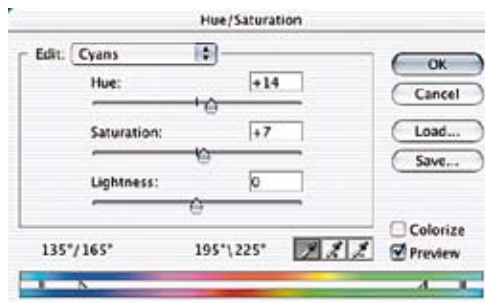 Hue/Saturation
Edit: Cyans
OK
Hue: +14
Cancel
Saturation: +7
Load...
Save...
Lightness: 0
Colorize
135°/165° 195°\225° Preview